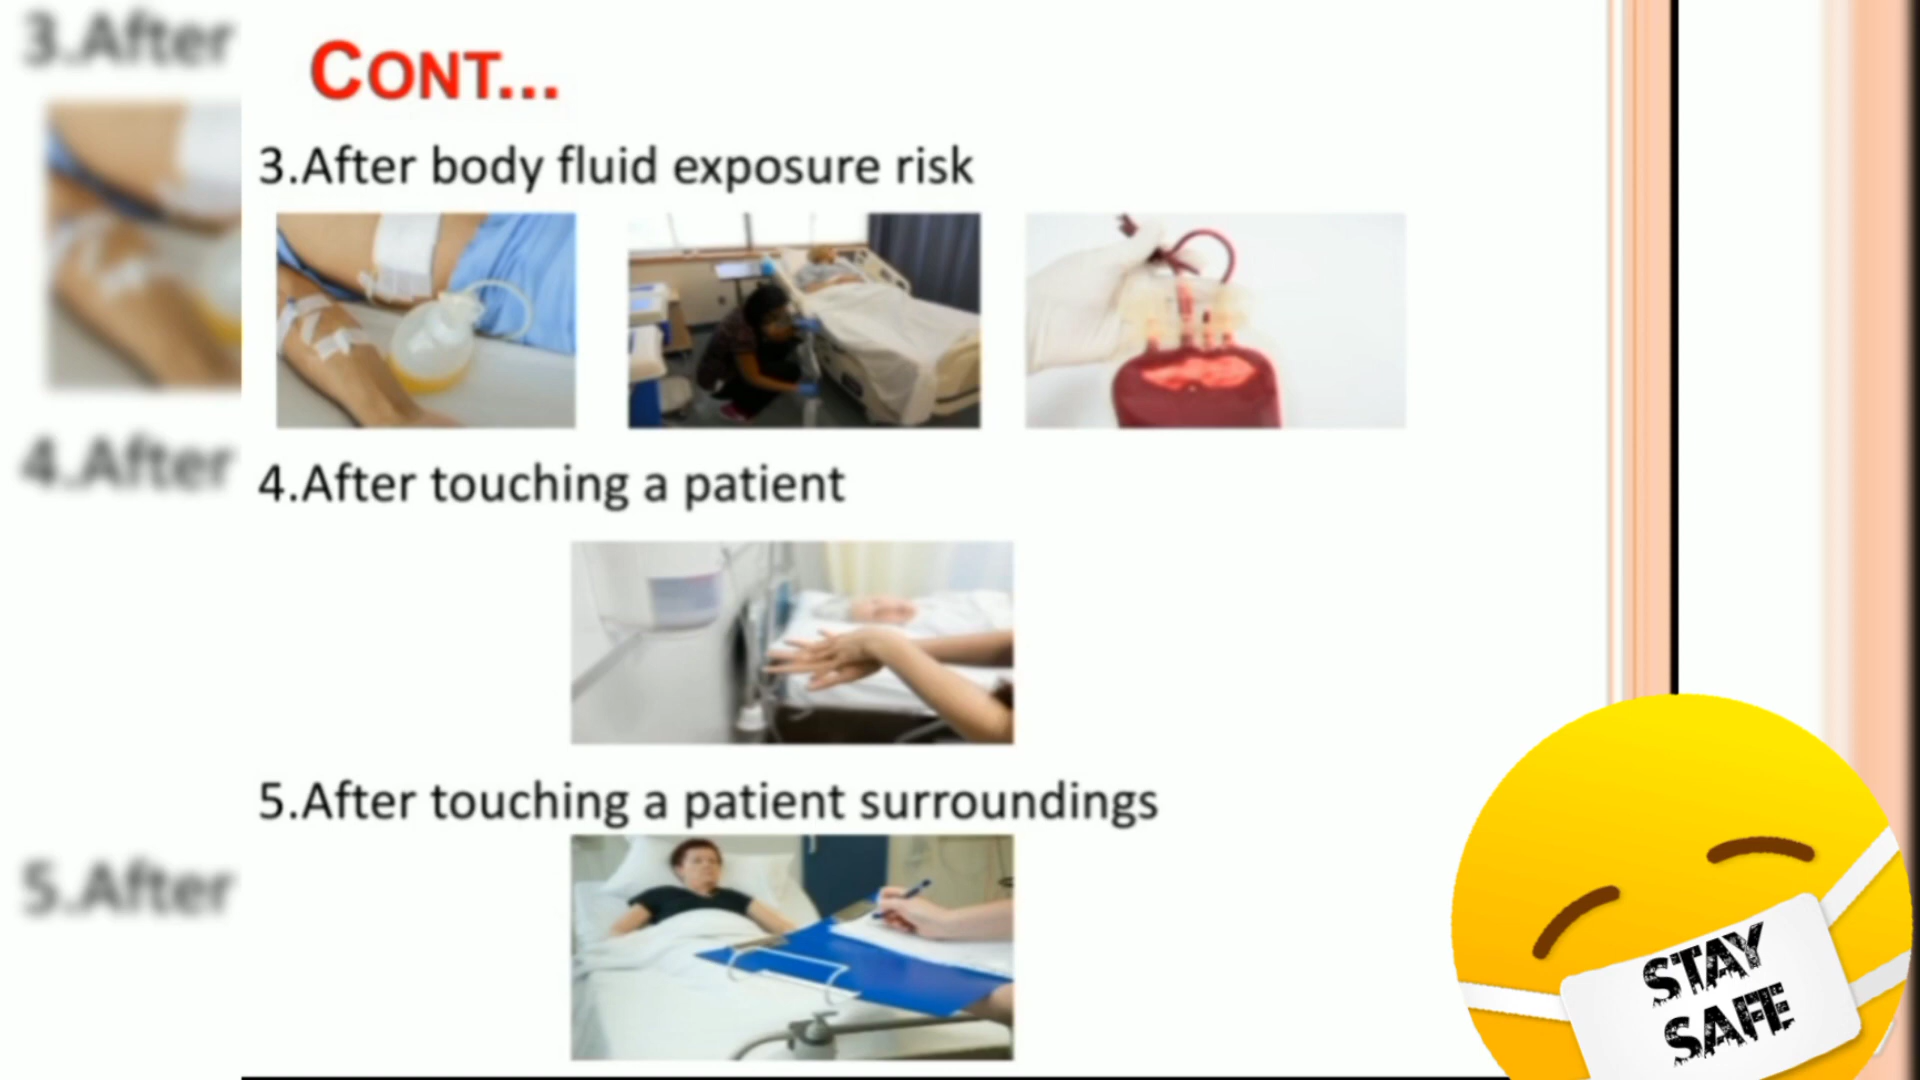 CONT...
3.After body fluid exposure risk
4.After touching a patient
5.After touching a patient surroundings
3.After
4.After
5.After
STAY
SAFE